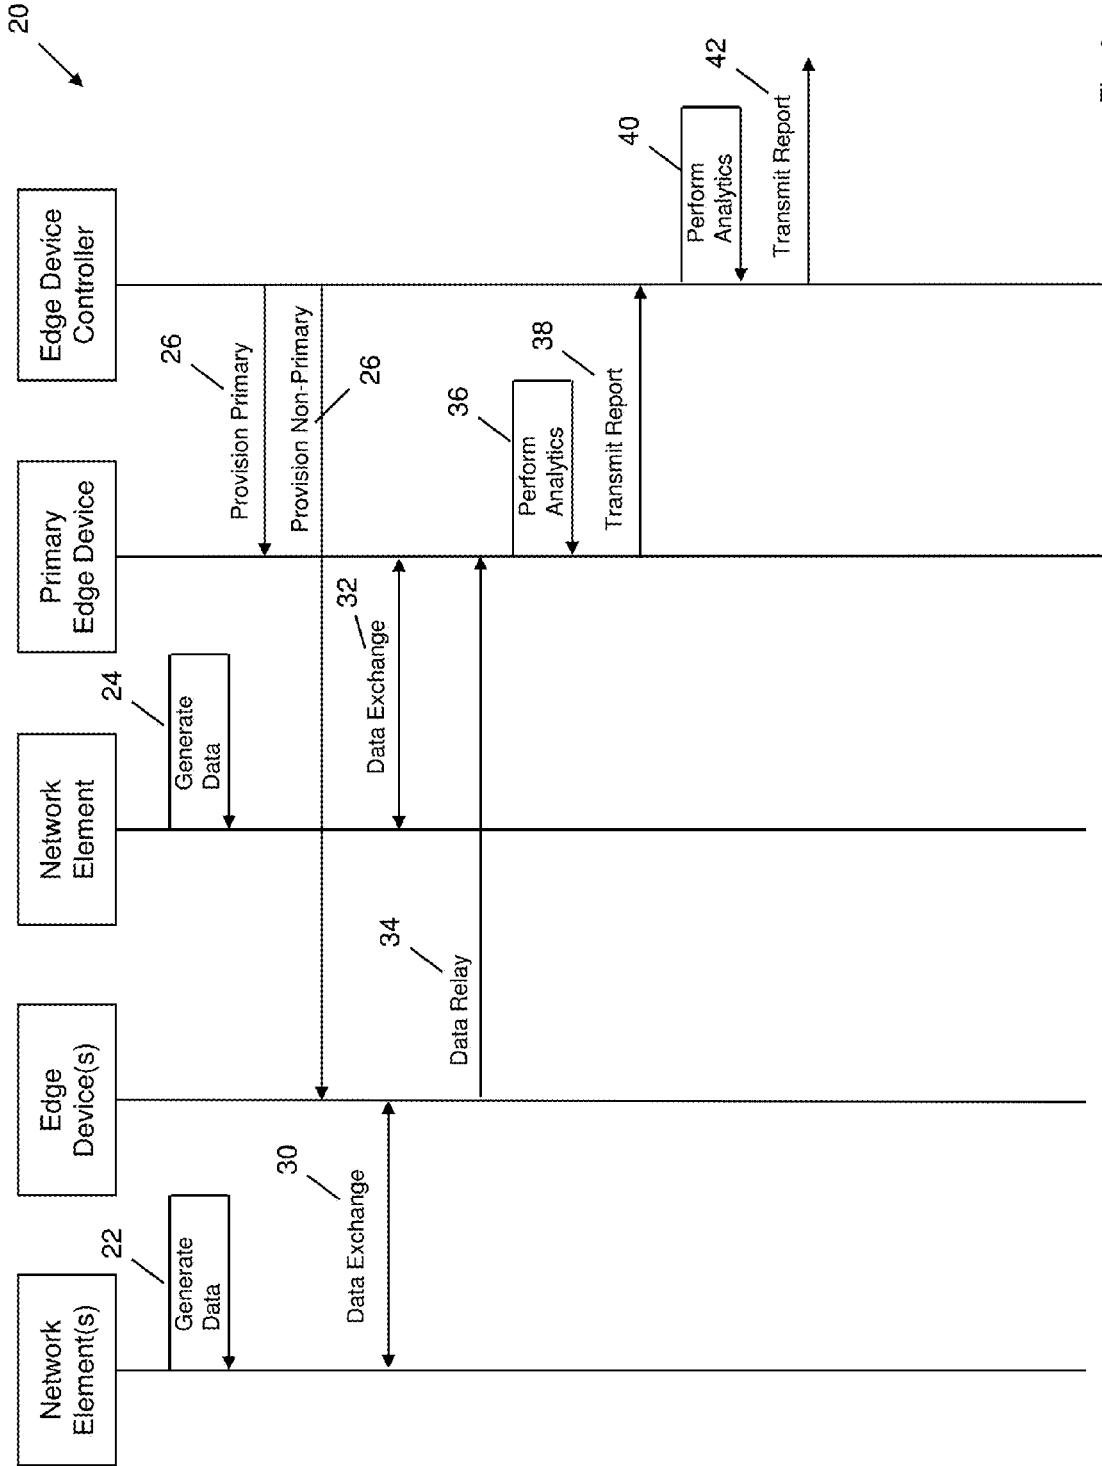 20
Network
Element(s)
Edge
Device(s)
Network
Element
Primary
Edge Device
Edge Device
Controller
22
Generate
Data
24
Generate
Data
26
Provision Primary
Provision Non-Primary
26
30
Data Exchange
32
Data Exchange
34
Data Relay
36
Perform
Analytics
38
Transmit Report
40
Perform
Analytics
42
Transmit Report